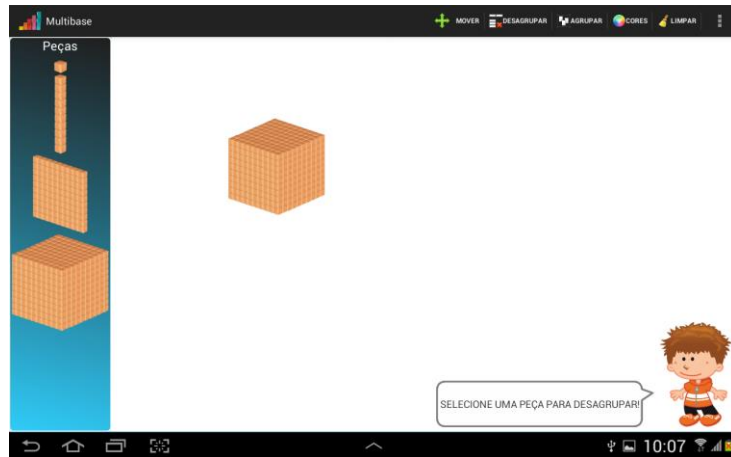 Multibase
MOVER DESAGRUPAR AGRUPAR CORES LIMPAR
Peças
SELECIONE UMA PEÇA PARA DESAGRUPAR!
10:07